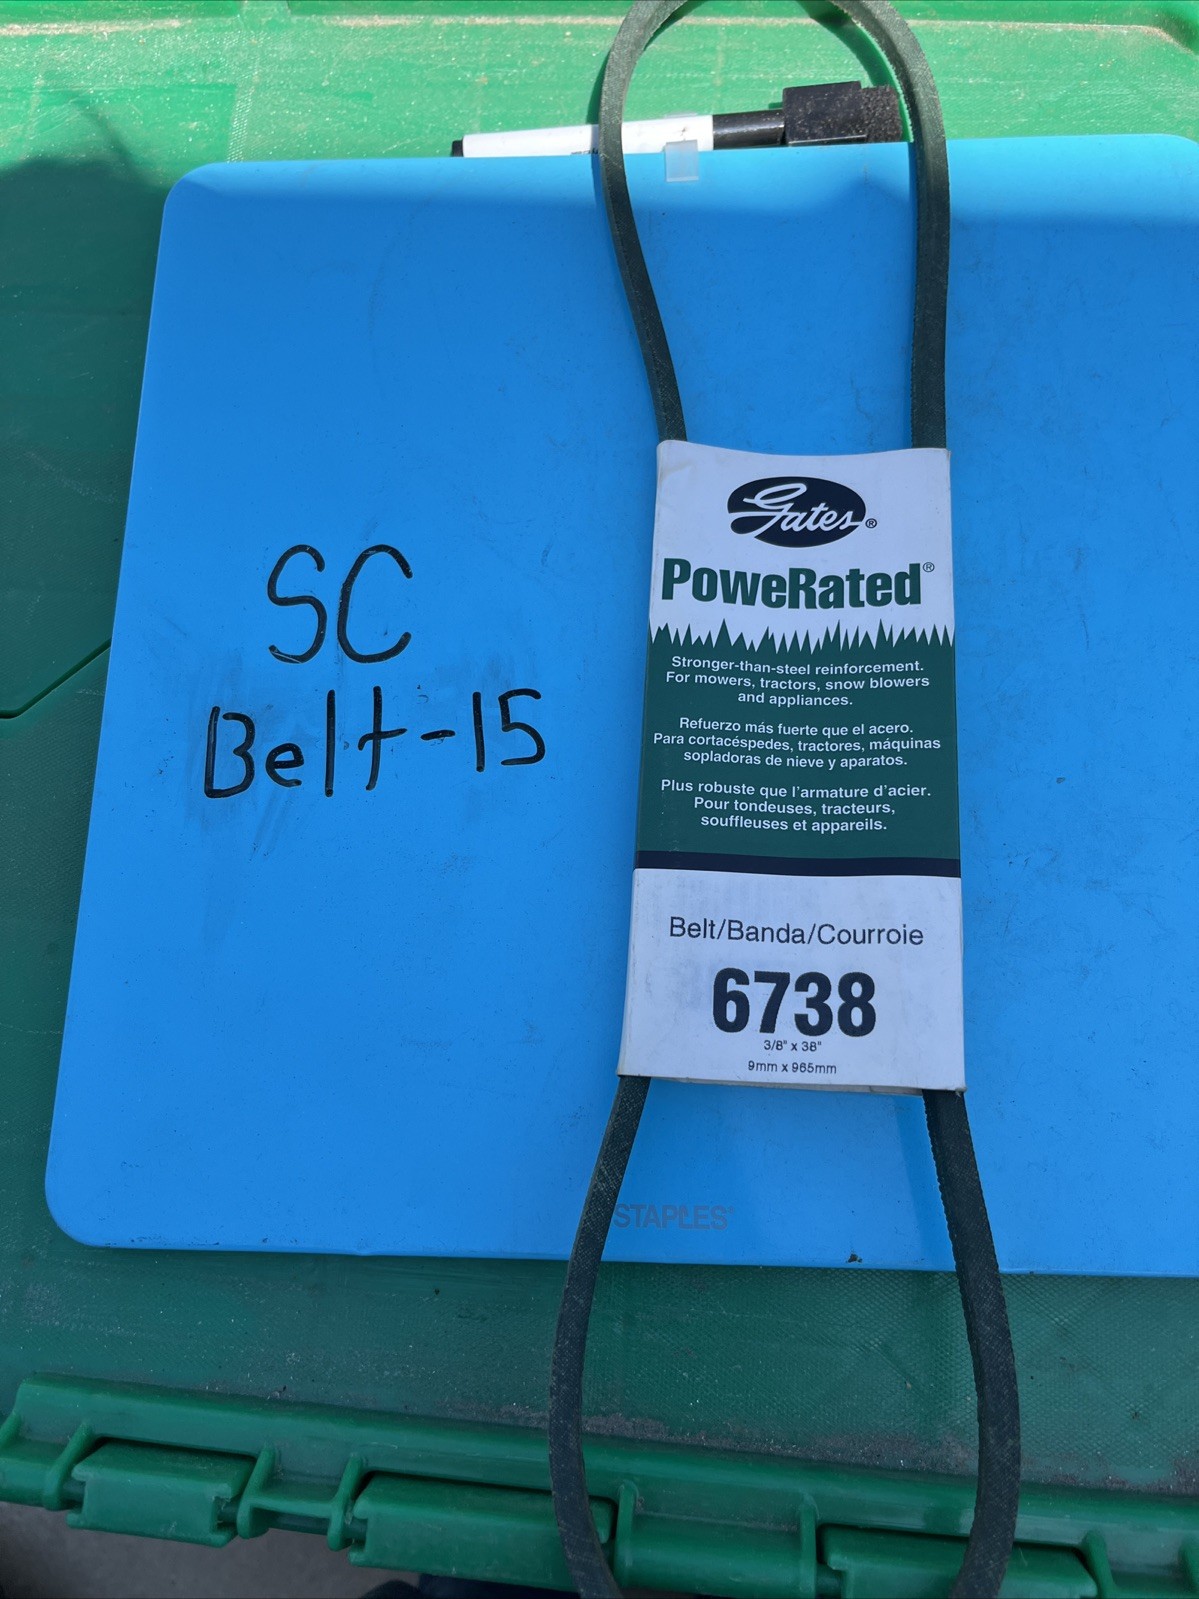 SC
Belt-15
Gates®
PoweRated®
Stronger-than-steel reinforcement.
For mowers, tractors, snow blowers
and appliances.
Refuerzo más fuerte que el acero.
Para cortacéspedes, tractores, máquinas
sopladoras de nieve y aparatos.
Plus robuste que l'armature d'acier.
Pour tondeuses, tracteurs,
souffleuses et appareils.
Belt/Banda/Courroie
6738
3/8" x 38"
9mm x 965mm
STAPLES